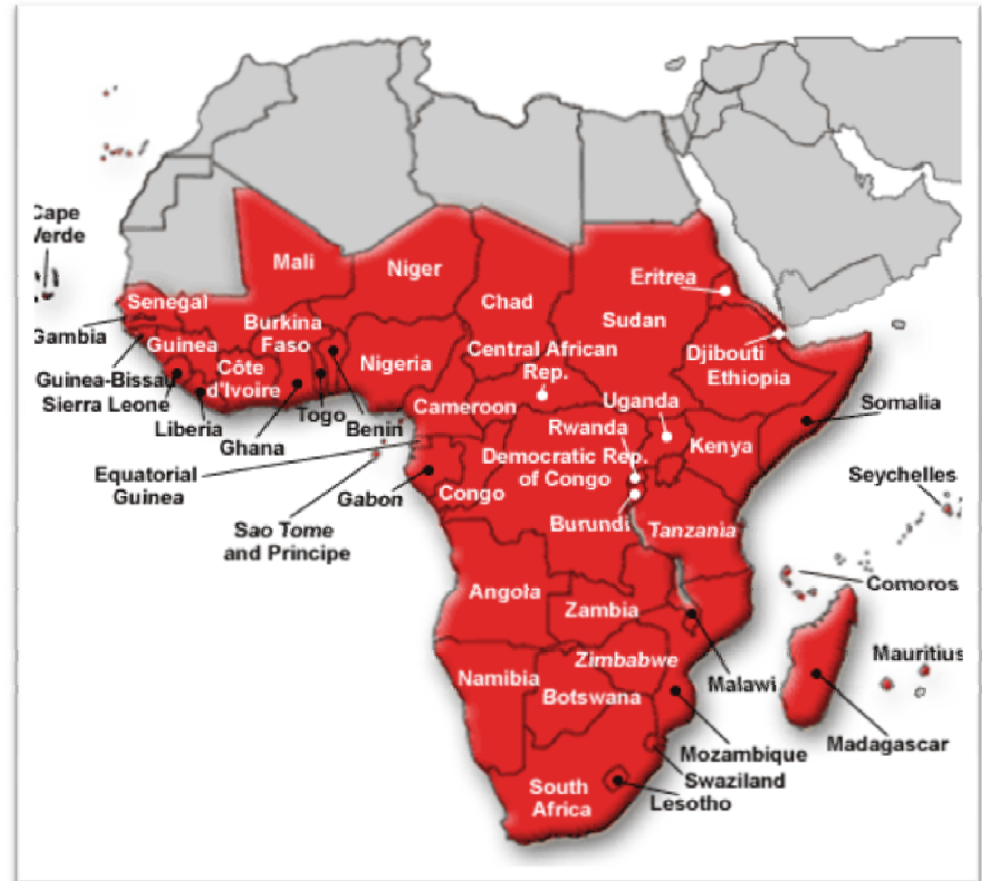 Cape
Verde
Mali
Niger
Chad
Eritrea
Sudan
Senegal
Gambia
Burkina
Faso
Guinea
Nigeria
Central African
Rep.
Djibouti
Ethiopia
Côte
d'Ivoire
Guinea-Bissau
Sierra Leone
Cameroon
Uganda
Somalia
Togo
Liberia
Benin
Ghana
Rwanda
Kenya
Democratic Rep.
of Congo
Equatorial
Guinea
Gabon
Congo
Seychelles
Burundi
Tanzania
Sao Tome
and Principe
Comoros
Angola
Zambia
Mauritius
Zimbabwe
Namibia
Malawi
Botswana
Madagascar
Mozambique
Swaziland
South
Africa
Lesotho